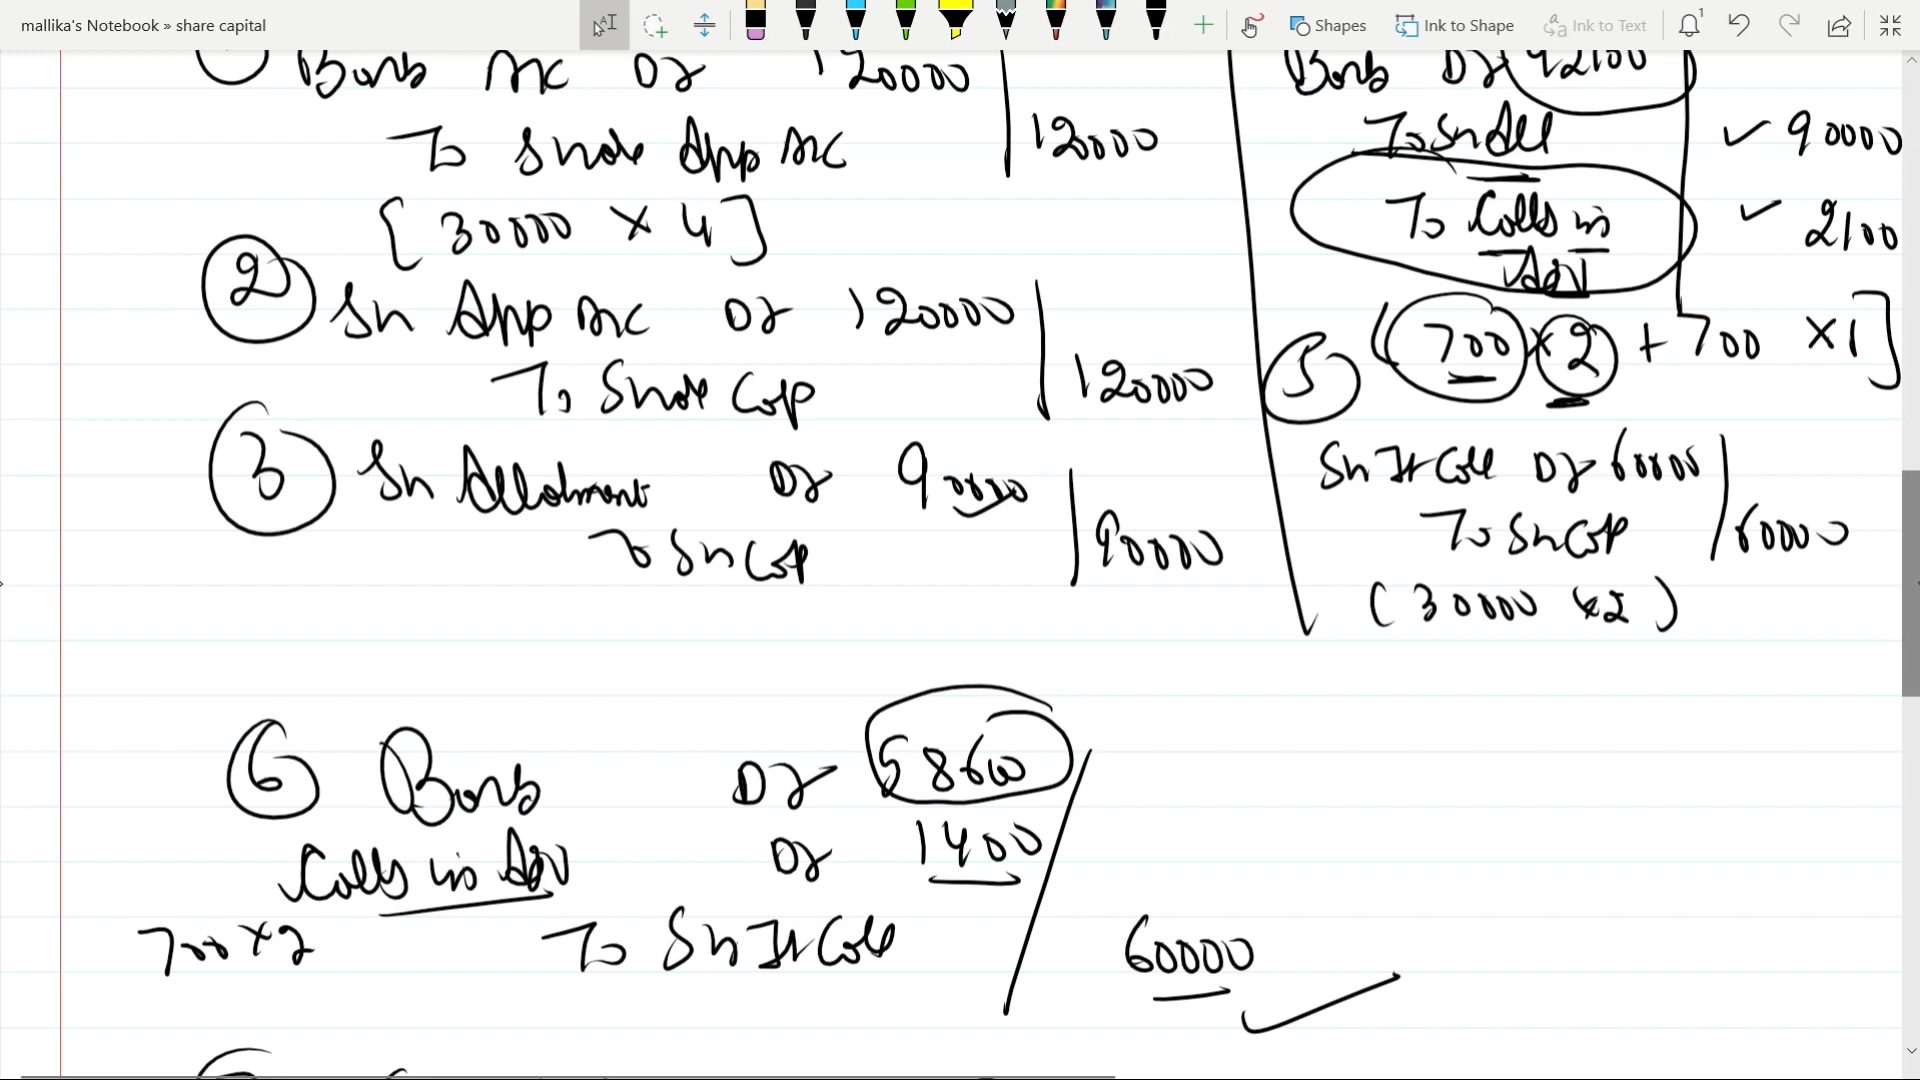 mallika's Notebook » share capital
Shapes
Ink to Shape
Ink to Text
1
Bank A/c Dr 120000
To Share App A/c 120000
[30000 × 4]
2 Sh App A/c Dr 120000
To Share Cap 120000
3 Sh Allotment Dr 90000
To Sh Cap 90000
Bank Dr 92100
To Sh All ✓ 90000
To Calls in ✓ 2100
Adv
(700 × 2 + 700 × 1]
5
Sh Ist Call Dr 60000
To Sh Cap 60000
(30000 × 2)
6 Bank Dr 58600
Calls in Adv Dr 1400
700 × 2 To Sh Ist Call 60000